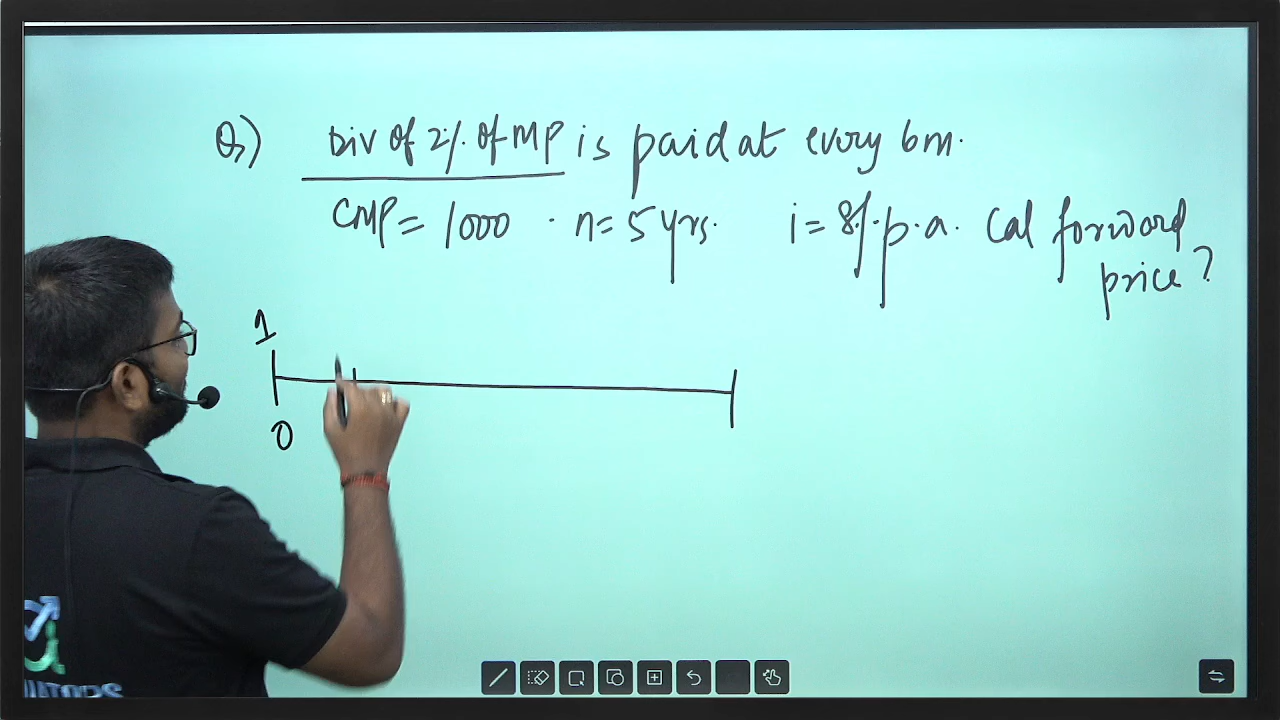 Q) Div of 2% of MP is paid at every 6m.
CMP = 1000 . n = 5 yrs. i = 8% p.a. Cal forward
price?
1
0